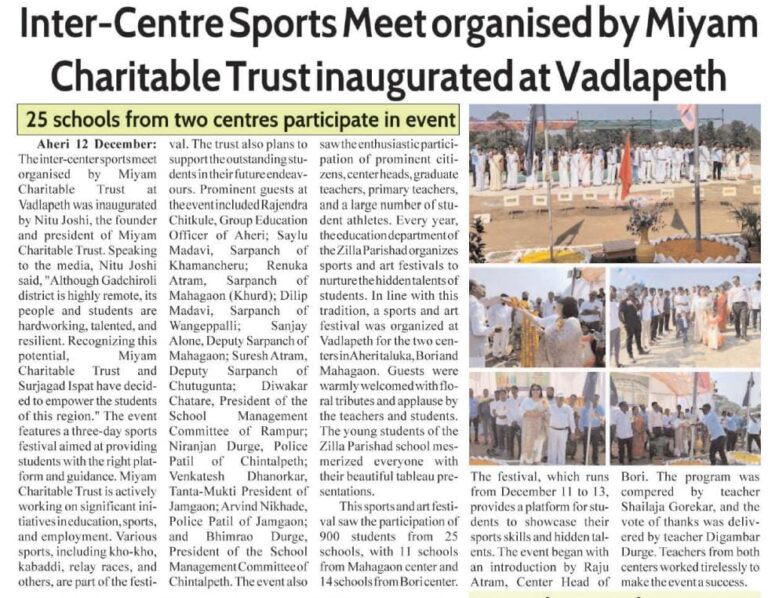 Inter-Centre Sports Meet organised by Miyam
Charitable Trust inaugurated at Vadlapeth
25 schools from two centres participate in event
Aheri 12 December:
The inter-center sports meet
organised by Miyam
Charitable Trust at
Vadlapeth was inaugurated
by Nitu Joshi, the founder
and president of Miyam
Charitable Trust. Speaking
to the media, Nitu Joshi
said, "Although Gadchiroli
district is highly remote, its
people and students are
hardworking, talented, and
resilient. Recognizing this
potential, Miyam
Charitable Trust and
Surjagad Ispat have decid-
ed to empower the students
of this region." The event
features a three-day sports
festival aimed at providing
students with the right plat-
form and guidance. Miyam
Charitable Trust is actively
working on significant ini-
tiatives in education, sports,
and employment. Various
sports, including kho-kho,
kabaddi, relay races, and
others, are part of the festi-
val. The trust also plans to
support the outstanding stu-
dents in their future endeav-
ours. Prominent guests at
the event included Rajendra
Chitkule, Group Education
Officer of Aheri; Saylu
Madavi, Sarpanch of
Khamancheru; Renuka
Atram, Sarpanch of
Mahagaon (Khurd); Dilip
Madavi, Sarpanch of
Wangeppalli; Sanjay
Alone, Deputy Sarpanch of
Mahagaon; Suresh Atram,
Deputy Sarpanch of
Chutugunta; Diwakar
Chatare, President of the
School Management
Committee of Rampur;
Niranjan Durge, Police
Patil of Chintalpeth;
Venkatesh Dhanorkar,
Tanta-Mukti President of
Jamgaon; Arvind Nikhade,
Police Patil of Jamgaon;
and Bhimrao Durge,
President of the School
Management Committee of
Chintalpeth. The event also
saw the enthusiastic partici-
pation of prominent citi-
zens, center heads, graduate
teachers, primary teachers,
and a large number of stu-
dent athletes. Every year,
the education department of
the Zilla Parishad organizes
sports and art festivals to
nurture the hidden talents of
students. In line with this
tradition, a sports and art
festival was organized at
Vadlapeth for the two cen-
ters in Aheri taluka, Bori and
Mahagaon. Guests were
warmly welcomed with flo-
ral tributes and applause by
the teachers and students.
The young students of the
Zilla Parishad school mes-
merized everyone with
their beautiful tableau pre-
sentations.
This sports and art festi-
val saw the participation of
900 students from 25
schools, with 11 schools
from Mahagaon center and
14 schools from Bori center.
The festival, which runs
from December 11 to 13,
provides a platform for stu-
dents to showcase their
sports skills and hidden tal-
ents. The event began with
an introduction by Raju
Atram, Center Head of
Bori. The program was
compered by teacher
Shailaja Gorekar, and the
vote of thanks was deliv-
ered by teacher Digambar
Durge. Teachers from both
centers worked tirelessly to
make the event a success.